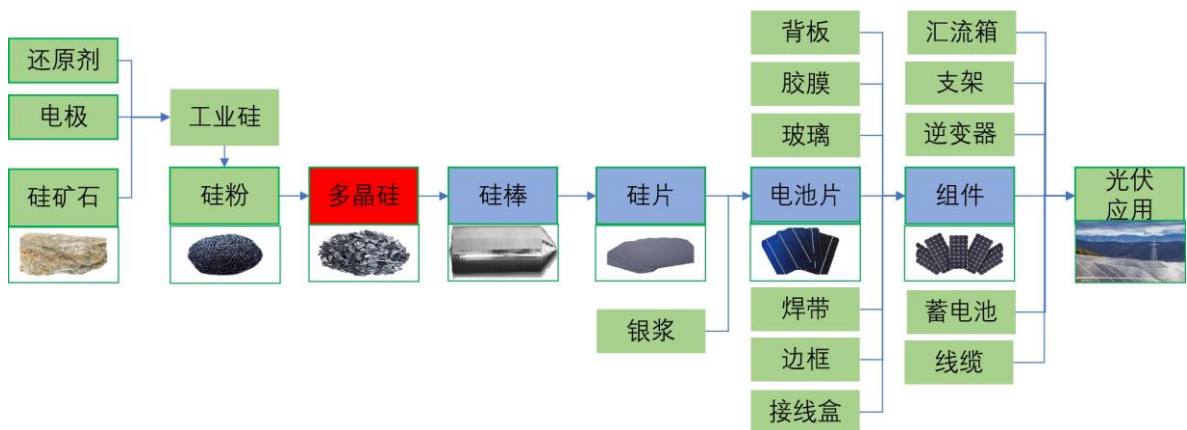 还原剂
电极
硅矿石
工业硅
硅粉
多晶硅
硅棒
硅片
银浆
背板
胶膜
玻璃
电池片
焊带
边框
接线盒
汇流箱
支架
逆变器
组件
蓄电池
线缆
光伏
应用